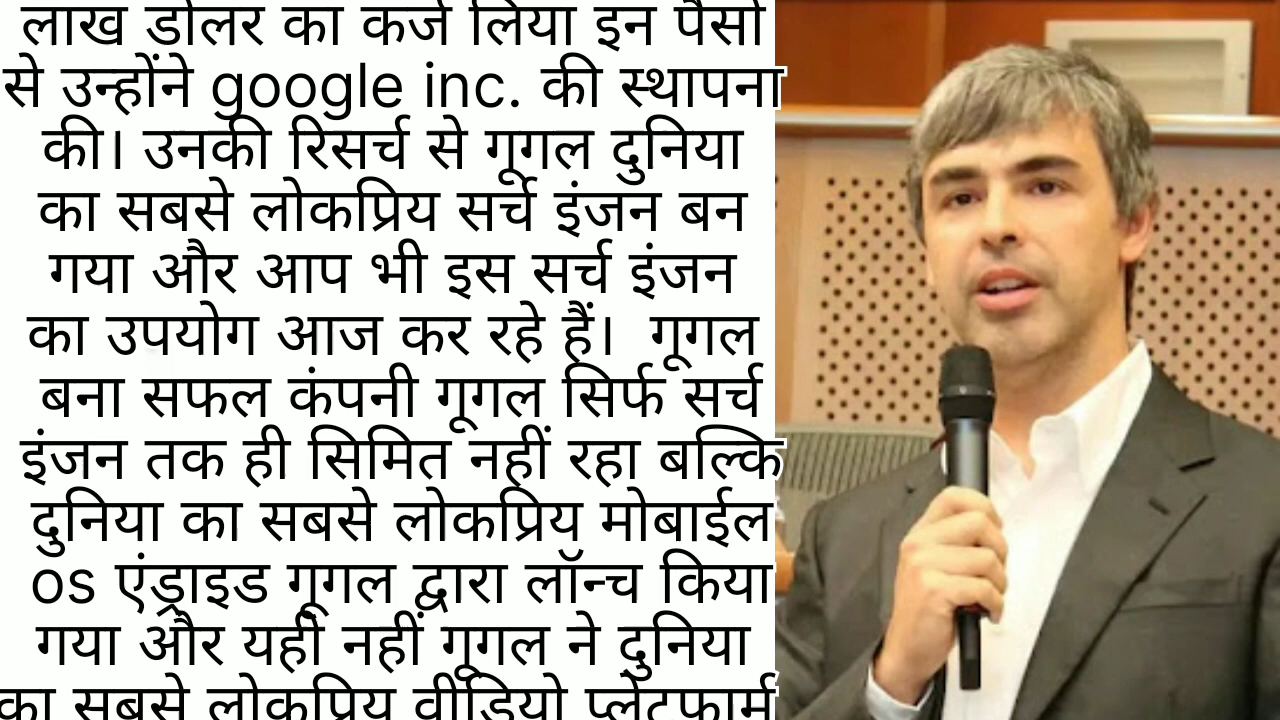 लाख डॉलर का कर्ज लिया इन पैसों
से उन्होंने google inc. की स्थापना
की। उनकी रिसर्च से गूगल दुनिया
का सबसे लोकप्रिय सर्च इंजन बन
गया और आप भी इस सर्च इंजन
का उपयोग आज कर रहे हैं। गूगल
बना सफल कंपनी गूगल सिर्फ सर्च
इंजन तक ही सिमित नहीं रहा बल्कि
दुनिया का सबसे लोकप्रिय मोबाईल
os एंड्राइड गूगल द्वारा लॉन्च किया
गया और यही नहीं गूगल ने दुनिया
का सबसे लोकप्रिय वीडियो प्लेटफार्म